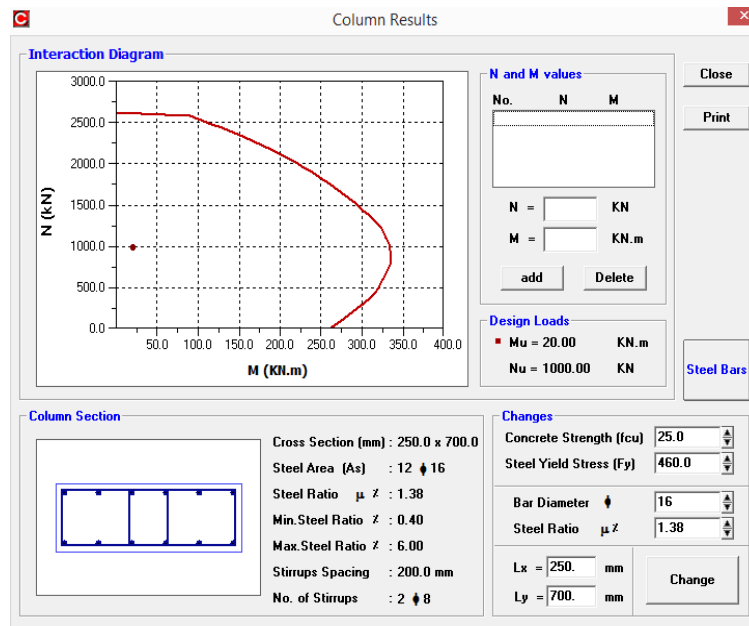 C
Column Results
Interaction Diagram
3000.0
2500.0
2000.0
1500.0
1000.0
500.0
0.0
50.0 100.0 150.0 200.0 250.0 300.0 350.0 400.0
N (kN)
M (KN.m)
N and M values
No. N M
N = KN
M = KN.m
add Delete
Design Loads
Mu = 20.00 KN.m
Nu = 1000.00 KN
Close
Print
Steel Bars
Column Section
Cross Section (mm) : 250.0 x 700.0
Steel Area (As) : 12 ϕ 16
Steel Ratio μ % : 1.38
Min.Steel Ratio % : 0.40
Max.Steel Ratio % : 6.00
Stirrups Spacing : 200.0 mm
No. of Stirrups : 2 ϕ 8
Changes
Concrete Strength (fcu) 25.0
Steel Yield Stress (Fy) 460.0
Bar Diameter ϕ 16
Steel Ratio μ % 1.38
Lx = 250. mm
Ly = 700. mm
Change